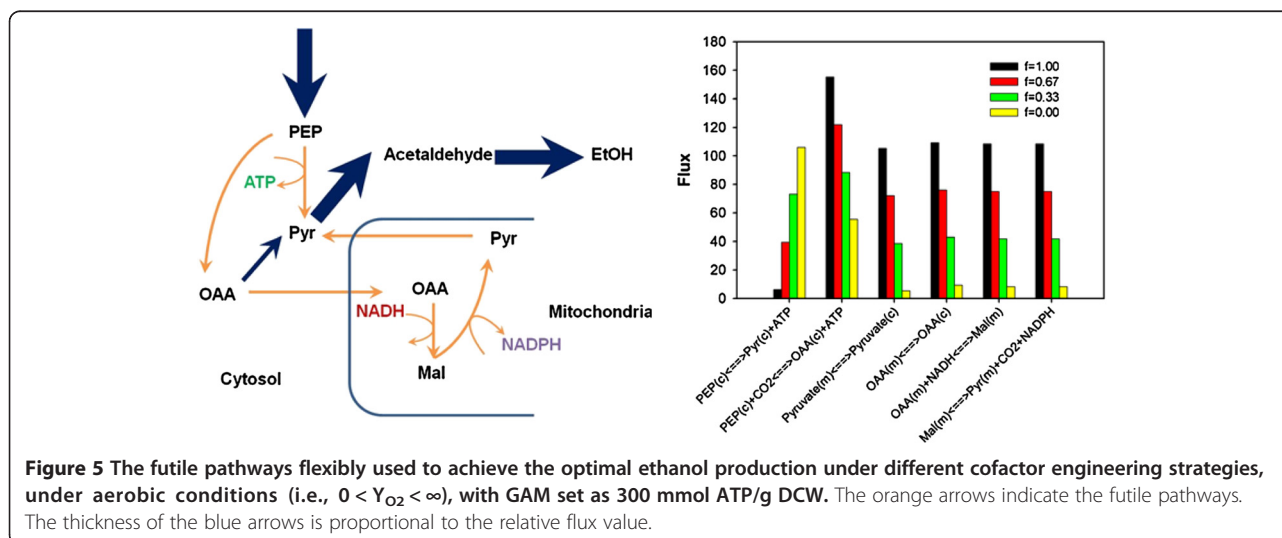 PEP
ATP
Pyr
OAA
Acetaldehyde
EtOH
Pyr
OAA
NADH
Mitochondria
NADPH
Mal
Cytosol
180
160
140
120
100
80
60
40
20
0
Flux
f=1.00
f=0.67
f=0.33
f=0.00
PEP(c)<==>Pyr(c)+ATP
PEP(c)+CO2<==>OAA(c)+ATP
Pyruvate(m)<==>Pyruvate(c)
OAA(m)<==>OAA(c)
OAA(m)+NADH<==>Mal(m)
Mal(m)<==>Pyr(m)+CO2+NADPH
Figure 5 The futile pathways flexibly used to achieve the optimal ethanol production under different cofactor engineering strategies,
under aerobic conditions (i.e., 0 < Y_O2 < ∞), with GAM set as 300 mmol ATP/g DCW. The orange arrows indicate the futile pathways.
The thickness of the blue arrows is proportional to the relative flux value.